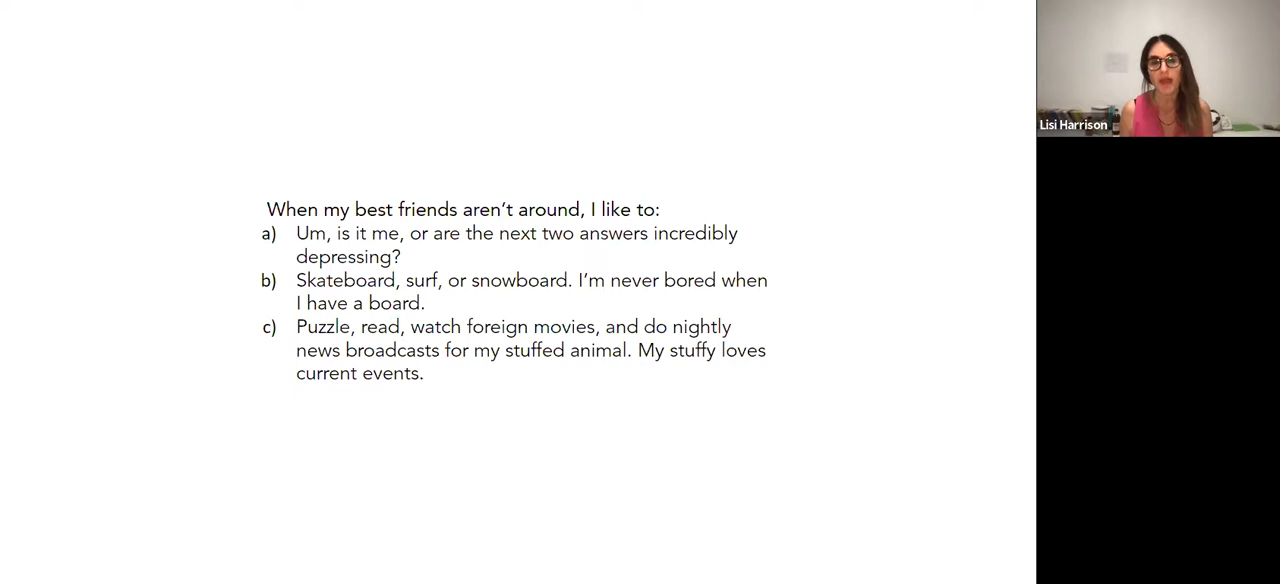 When my best friends aren't around, I like to:
a) Um, is it me, or are the next two answers incredibly
depressing?
b) Skateboard, surf, or snowboard. I'm never bored when
I have a board.
c) Puzzle, read, watch foreign movies, and do nightly
news broadcasts for my stuffed animal. My stuffy loves
current events.
Lisi Harrison